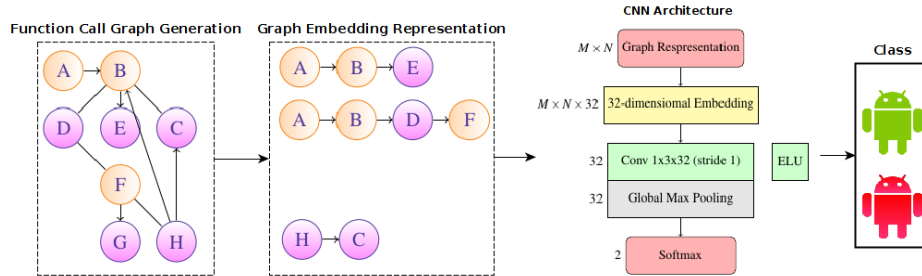 Function Call Graph Generation
A
B
D
E
C
F
G
H
Graph Embedding Representation
A
B
E
A
B
D
F
H
C
CNN Architecture
M × N
Graph Respresentation
M × N × 32
32-dimensiomal Embedding
32
Conv 1x3x32 (stride 1)
ELU
32
Global Max Pooling
2
Softmax
Class